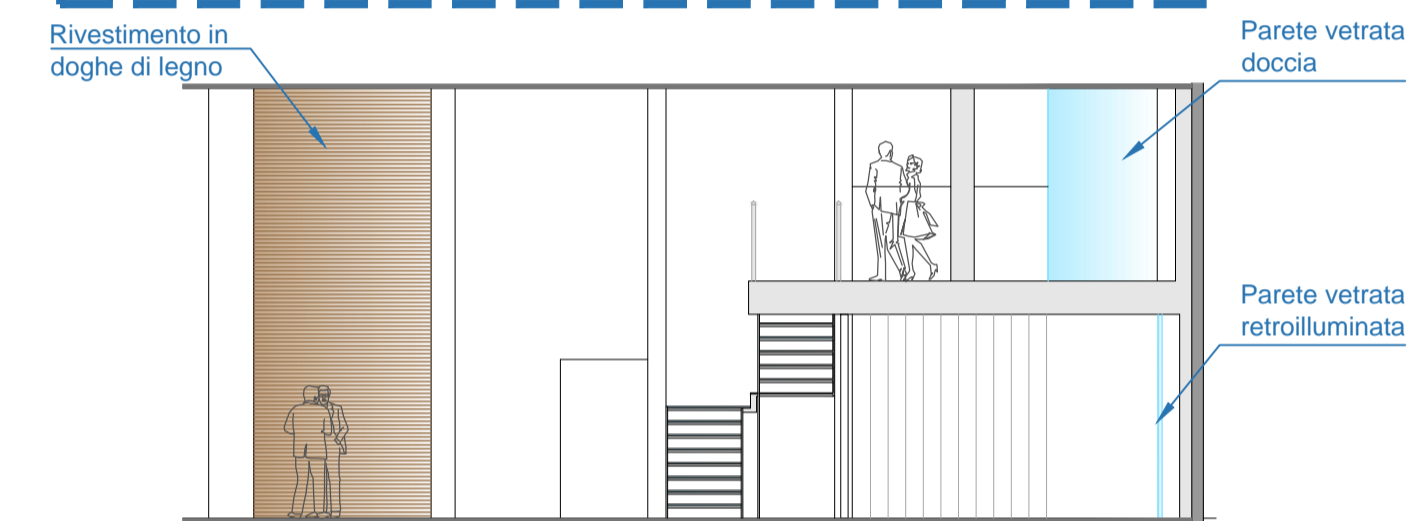 Rivestimento in
doghe di legno
Parete vetrata
doccia
Parete vetrata
retroilluminata